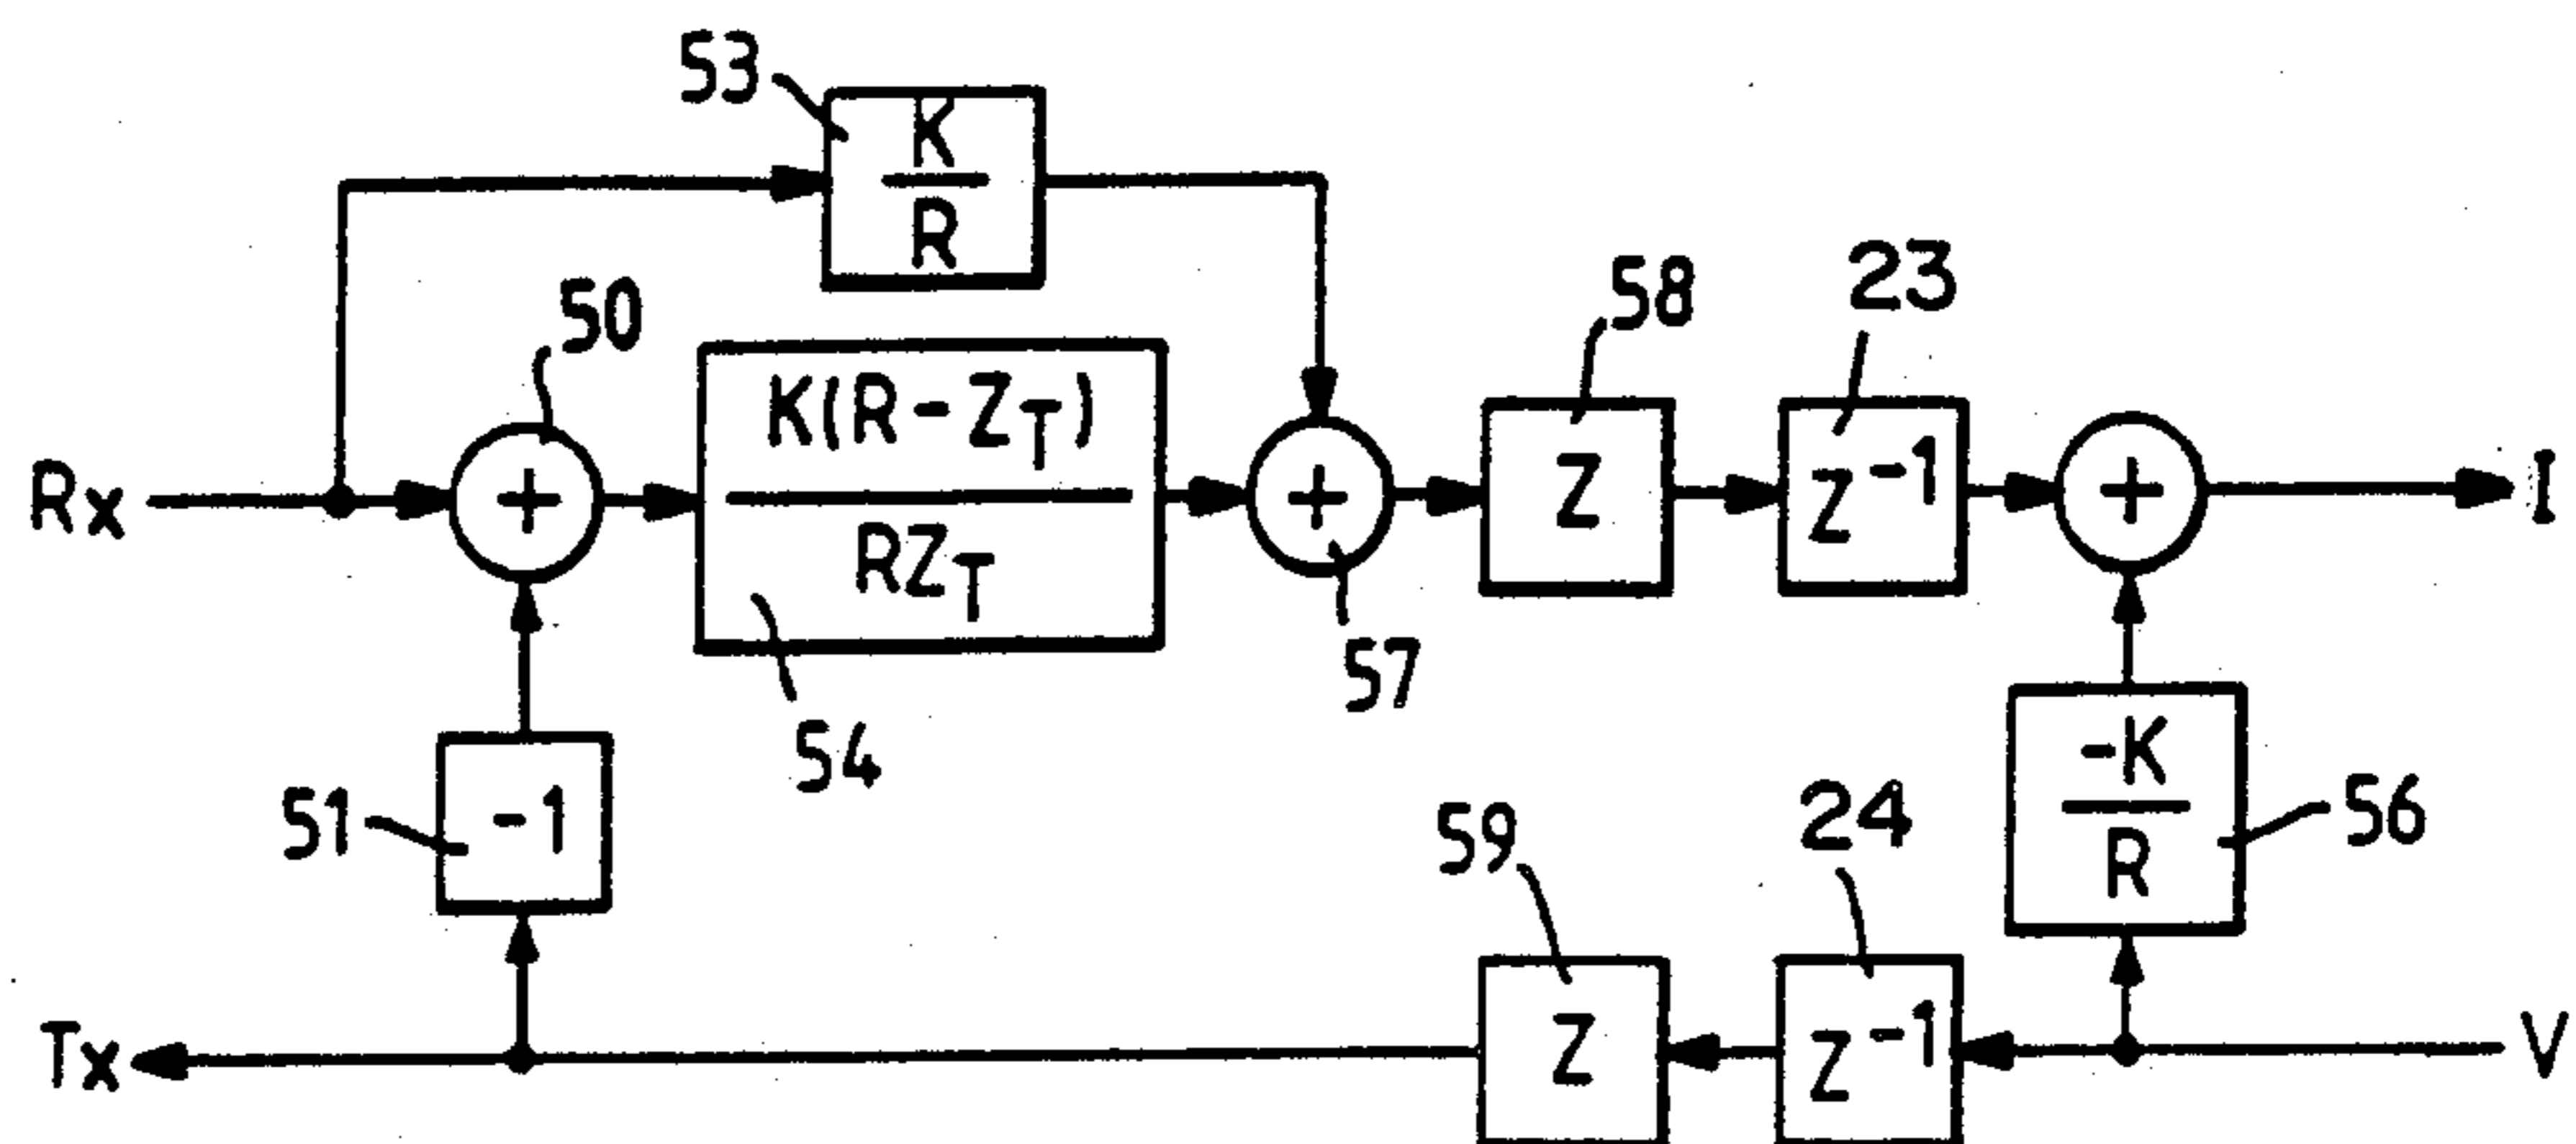 53
K
R
50
58
23
K(R-Z_T)
RZ_T
Rx
+
+
Z
Z⁻¹
+
I
57
54
51
-1
-K
R
56
59
24
Tx
Z
Z⁻¹
V